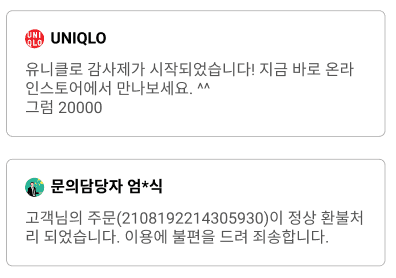 UNIQLO
유니클로 감사제가 시작되었습니다! 지금 바로 온라
인스토어에서 만나보세요. ^^
그럼 20000
문의담당자 엄*식
고객님의 주문(2108192214305930)이 정상 환불처
리 되었습니다. 이용에 불편을 드려 죄송합니다.